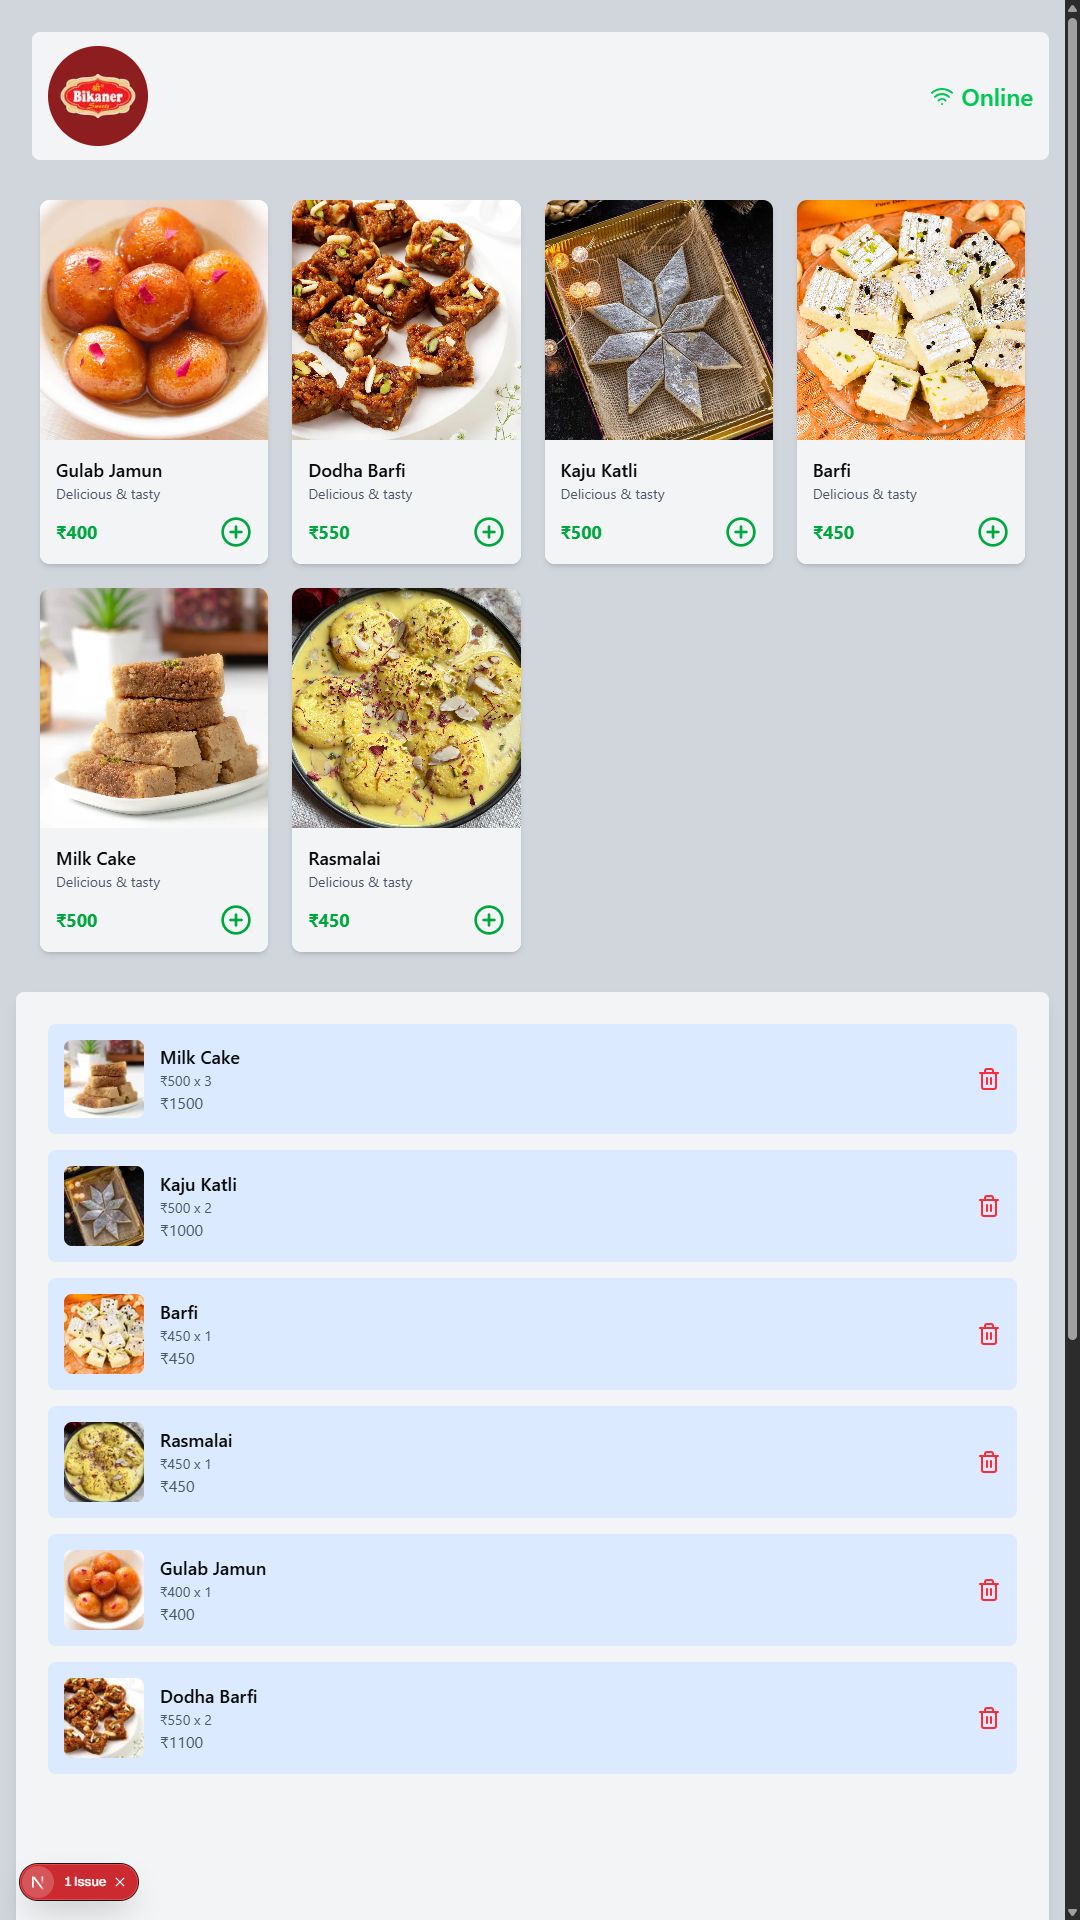 श्री
Bikaner
Sweets
Online
Gulab Jamun
Delicious & tasty
₹400
Dodha Barfi
Delicious & tasty
₹550
Kaju Katli
Delicious & tasty
₹500
Barfi
Delicious & tasty
₹450
Milk Cake
Delicious & tasty
₹500
Rasmalai
Delicious & tasty
₹450
Milk Cake
₹500 x 3
₹1500
Kaju Katli
₹500 x 2
₹1000
Barfi
₹450 x 1
₹450
Rasmalai
₹450 x 1
₹450
Gulab Jamun
₹400 x 1
₹400
Dodha Barfi
₹550 x 2
₹1100
N 1 Issue